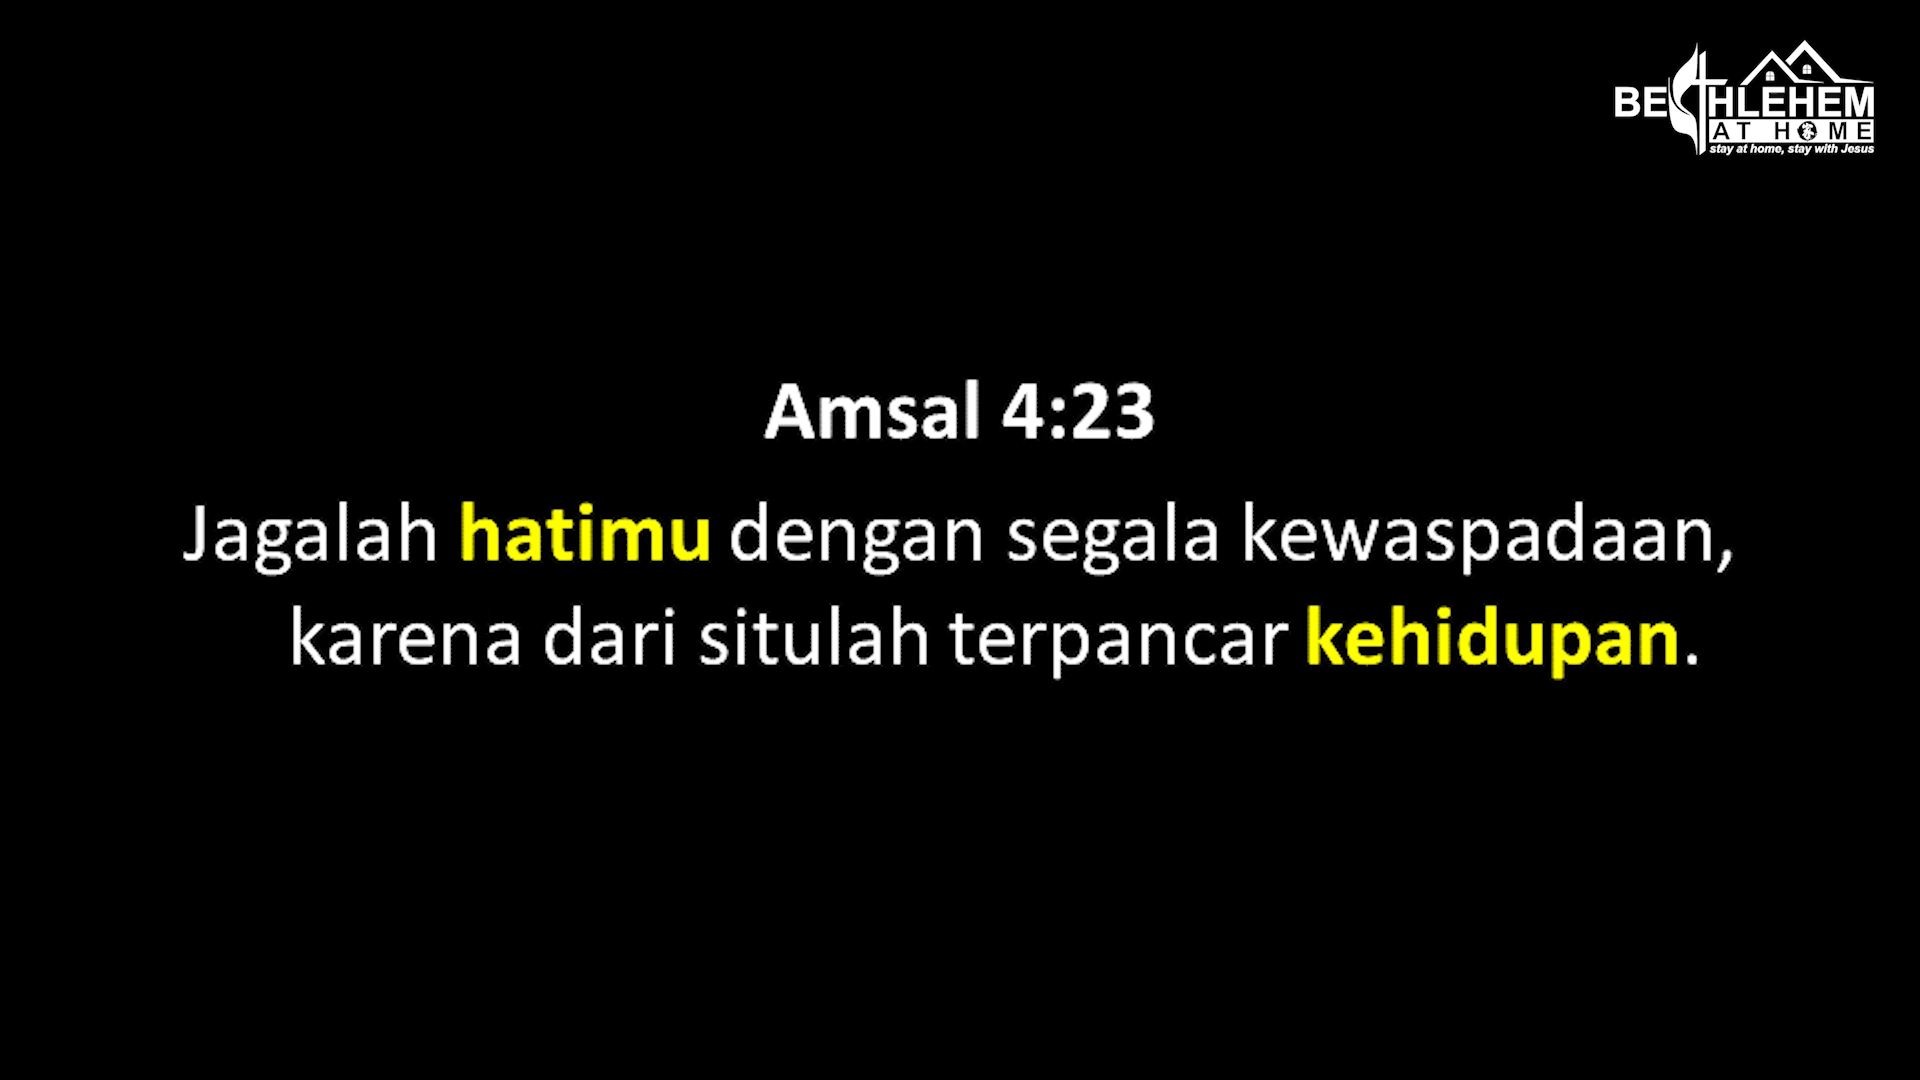 BETHLEHEM
AT HOME
stay at home, stay with Jesus
Amsal 4:23
Jagalah hatimu dengan segala kewaspadaan,
karena dari situlah terpancar kehidupan.